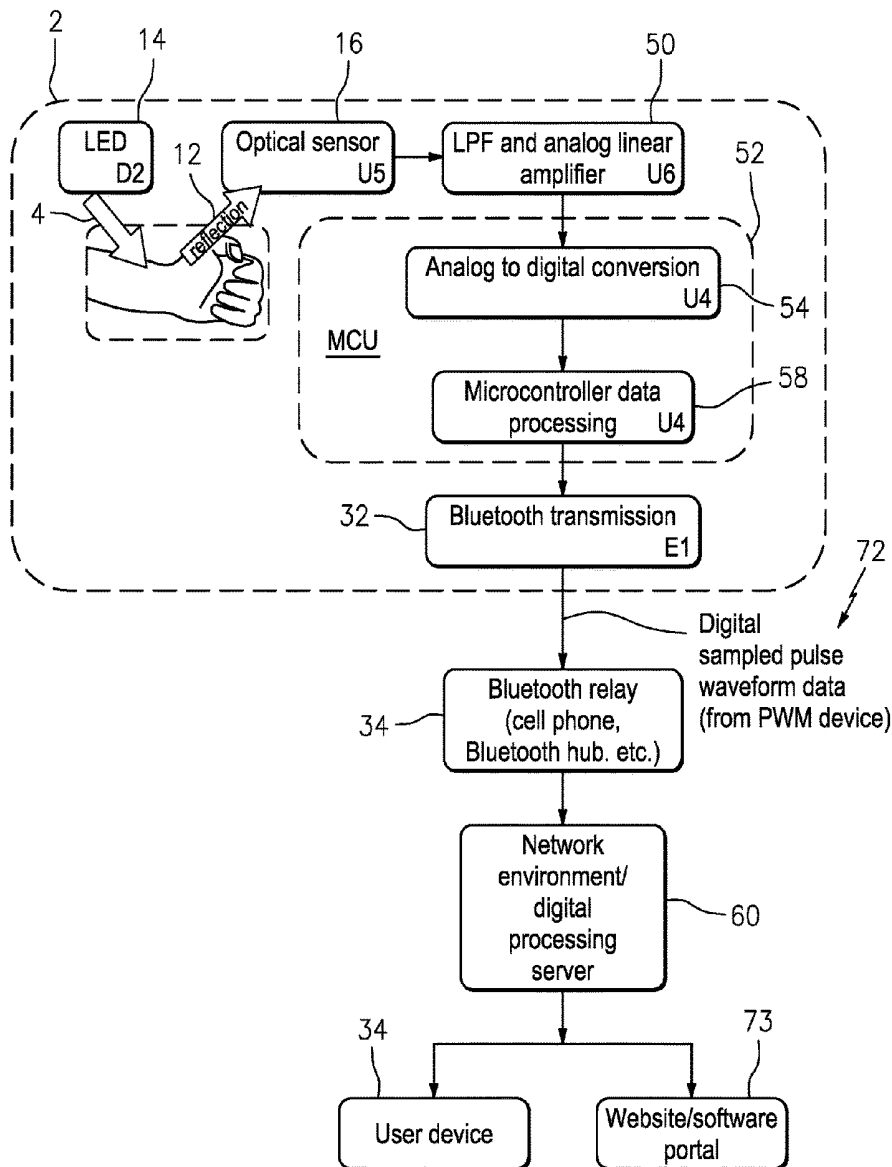 2
14
16
50
LED
D2
Optical sensor
U5
LPF and analog linear
amplifier
U6
12
52
4
reflection
Analog to digital conversion
U4
54
MCU
58
Microcontroller data
processing
U4
32
Bluetooth transmission
E1
72
Digital
sampled pulse
waveform data
(from PWM device)
34
Bluetooth relay
(cell phone,
Bluetooth hub. etc.)
Network
environment/
digital
processing
server
60
34
73
User device
Website/software
portal